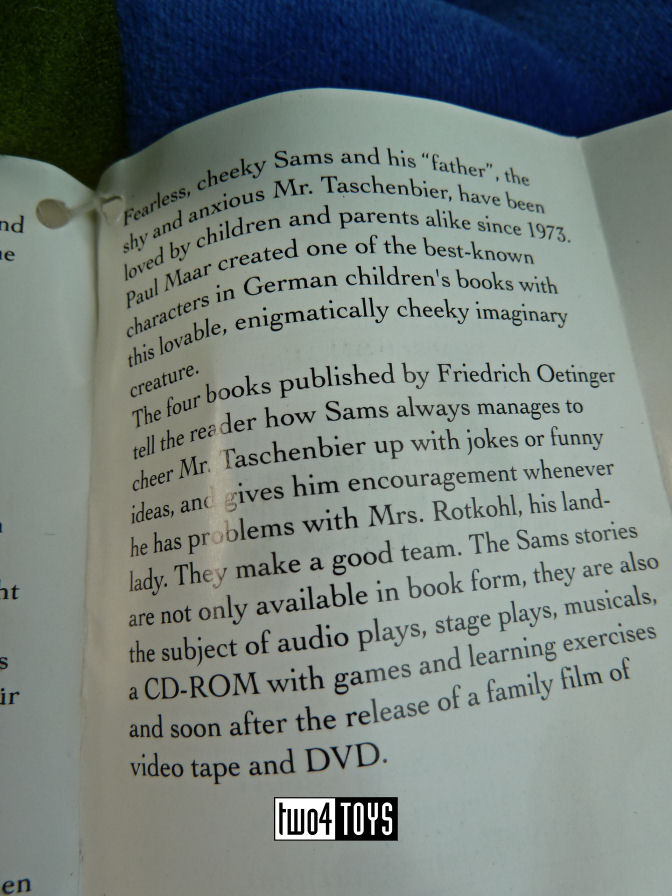 Fearless, cheeky Sams and his “father”, the
shy and anxious Mr. Taschenbier, have been
loved by children and parents alike since 1973.
Paul Maar created one of the best-known
characters in German children's books with
this lovable, enigmatically cheeky imaginary
creature.
The four books published by Friedrich Oetinger
tell the reader how Sams always manages to
cheer Mr. Taschenbier up with jokes or funny
ideas, and gives him encouragement whenever
he has problems with Mrs. Rotkohl, his land-
lady. They make a good team. The Sams stories
are not only available in book form, they are also
the subject of audio plays, stage plays, musicals,
a CD-ROM with games and learning exercises
and soon after the release of a family film of
video tape and DVD.
two4TOYS